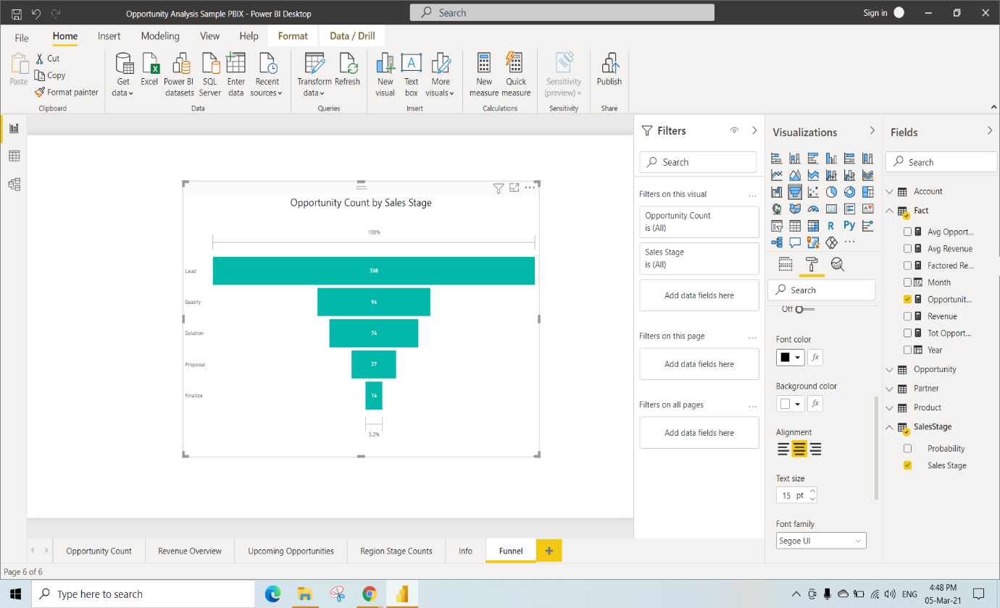 Opportunity Analysis Sample PBIX - Power BI Desktop
Search
Sign in
File Home Insert Modeling View Help Format Data / Drill
Paste
Cut
Copy
Format painter
Clipboard
Get data
Excel
Power BI datasets
SQL Server
Enter data
Recent sources
Data
Transform data
Refresh
Queries
New visual
Text box
More visuals
Insert
New measure
Quick measure
Calculations
Sensitivity (preview)
Sensitivity
Publish
Share
Opportunity Count by Sales Stage
100%
Lead 268
Qualify 94
Solution 74
Proposal 37
Finalize 14
5.2%
Filters
Search
Filters on this visual ...
Opportunity Count
is (All)
Sales Stage
is (All)
Add data fields here
Filters on this page ...
Add data fields here
Filters on all pages ...
Add data fields here
Visualizations
123
R Py
...
Search
Off
Font color
fx
Background color
fx
Alignment
Text size
15 pt
Font family
Segoe UI
Fields
Search
Account
Fact
Avg Opport...
Avg Revenue
Factored Re...
Month
Opportunit...
Revenue
Tot Opport...
Year
Opportunity
Partner
Product
SalesStage
Probability
Sales Stage
Opportunity Count Revenue Overview Upcoming Opportunities Region Stage Counts Info Funnel +
Page 6 of 6
Type here to search
ENG
4:48 PM
05-Mar-21